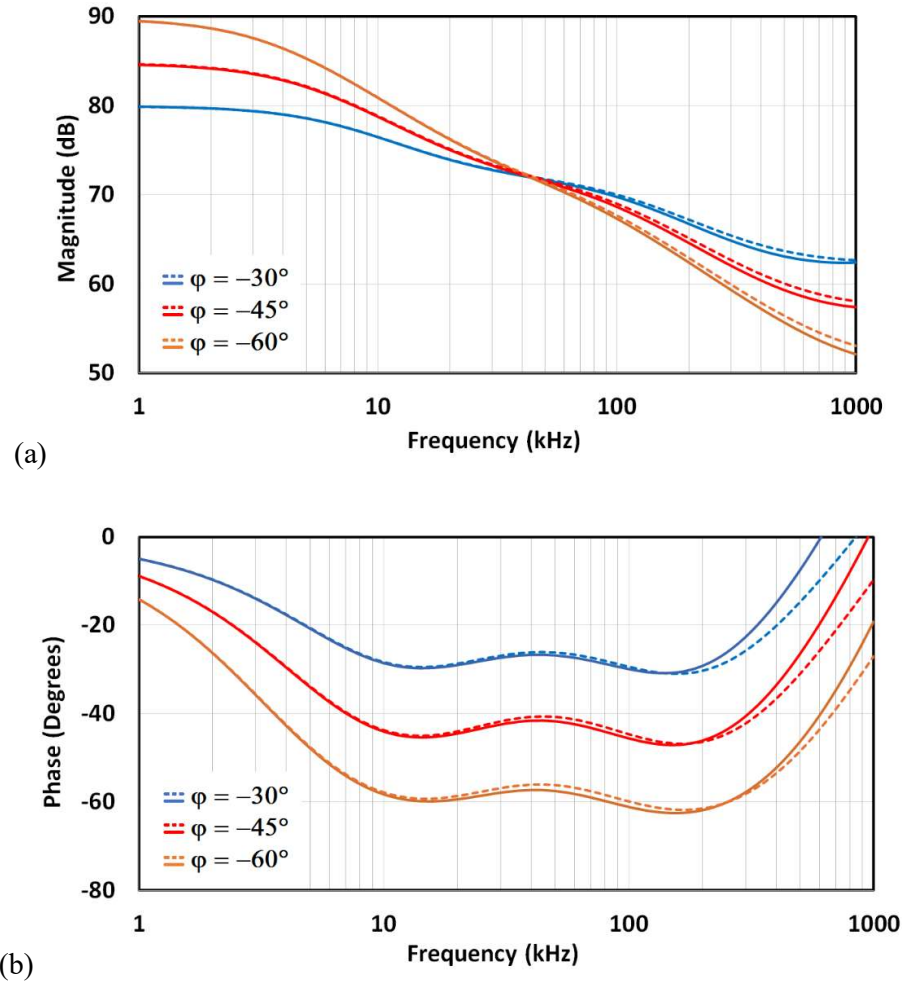 90
80
70
60
50
Magnitude (dB)
φ = −30°
φ = −45°
φ = −60°
1
10
100
1000
Frequency (kHz)
(a)
0
-20
-40
-60
-80
Phase (Degrees)
φ = −30°
φ = −45°
φ = −60°
1
10
100
1000
Frequency (kHz)
(b)